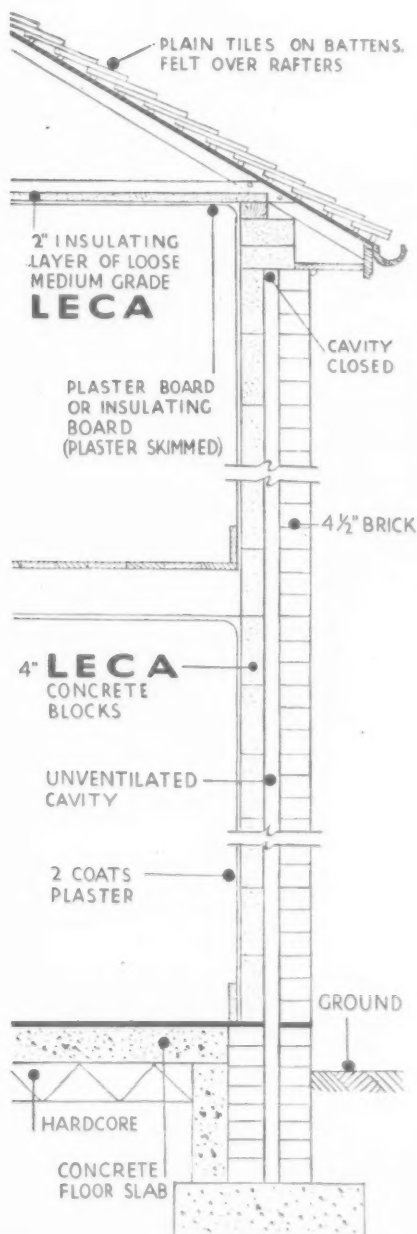 PLAIN TILES ON BATTENS.
FELT OVER RAFTERS
2" INSULATING
LAYER OF LOOSE
MEDIUM GRADE
LECA
CAVITY
CLOSED
PLASTER BOARD
OR INSULATING
BOARD
(PLASTER SKIMMED)
4½" BRICK
4" LECA
CONCRETE
BLOCKS
UNVENTILATED
CAVITY
2 COATS
PLASTER
GROUND
HARDCORE
CONCRETE
FLOOR SLAB